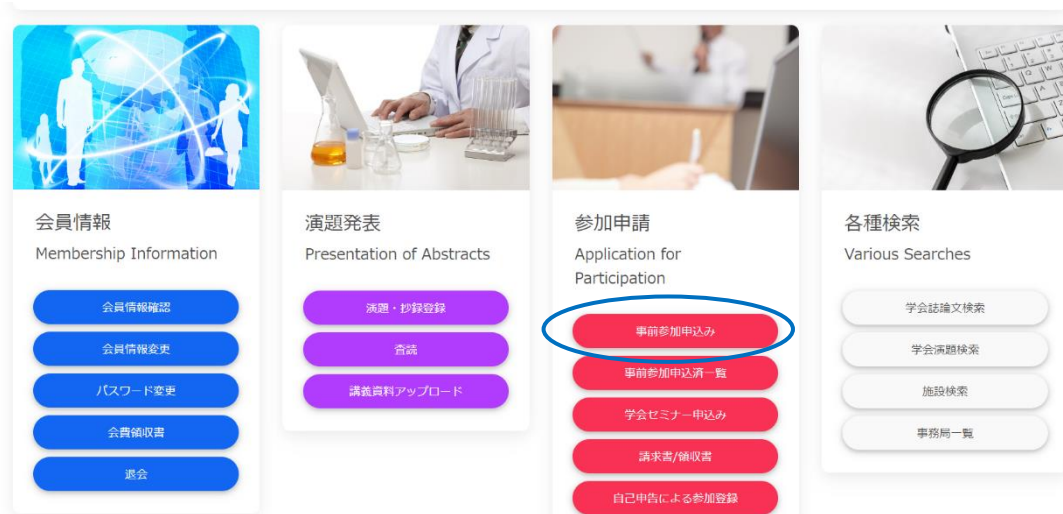 会員情報
Membership Information
会員情報確認
会員情報変更
パスワード変更
会費領収書
退会
演題発表
Presentation of Abstracts
演題・抄録登録
査読
講義資料アップロード
参加申請
Application for
Participation
事前参加申込み
事前参加申込済一覧
学会セミナー申込み
請求書/領収書
自己申告による参加登録
各種検索
Various Searches
学会誌論文検索
学会演題検索
施設検索
事務局一覧